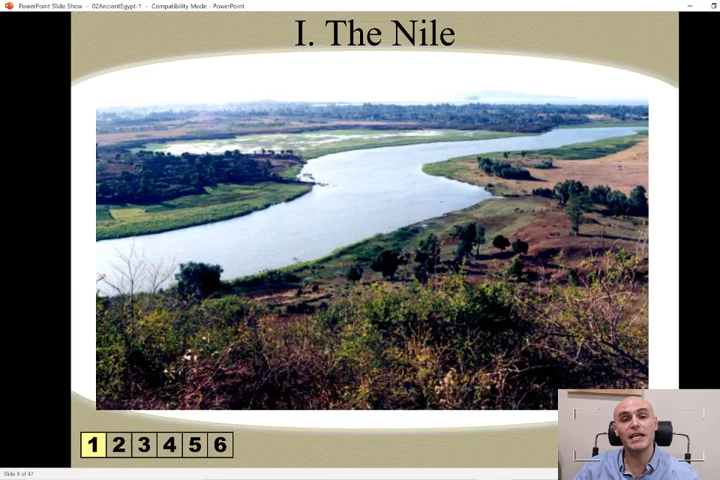 PowerPoint Slide Show - 02AncientEgypt-1 - Compatibility Mode - PowerPoint
I. The Nile
1 2 3 4 5 6
Slide 8 of 47